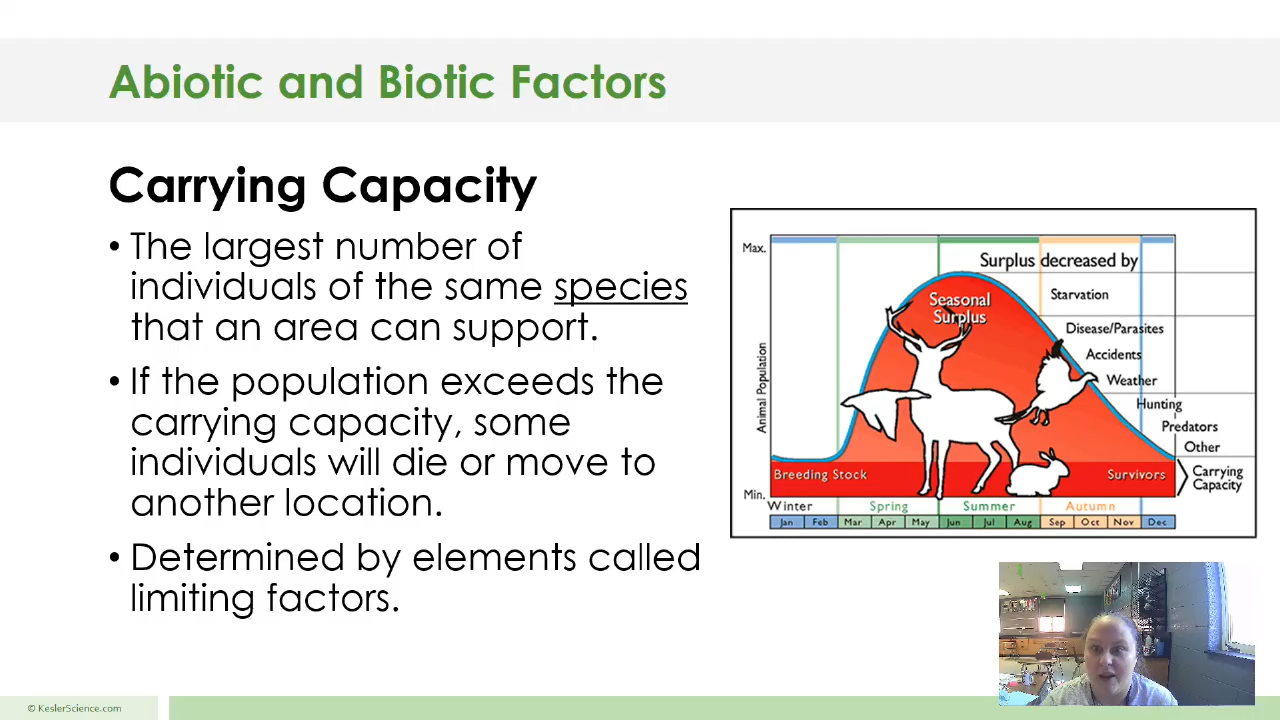 Abiotic and Biotic Factors
Carrying Capacity
• The largest number of
individuals of the same species
that an area can support.
• If the population exceeds the
carrying capacity, some
individuals will die or move to
another location.
• Determined by elements called
limiting factors.
Max.
Surplus decreased by
Seasonal
Surplus
Starvation
Disease/Parasites
Accidents
Weather
Hunting
Predators
Other
Animal Population
Breeding Stock
Survivors
Carrying
Capacity
Min.
Winter Spring Summer Autumn
Jan Feb Mar Apr May Jun Jul Aug Sep Oct Nov Dec
© KeslerScience.com